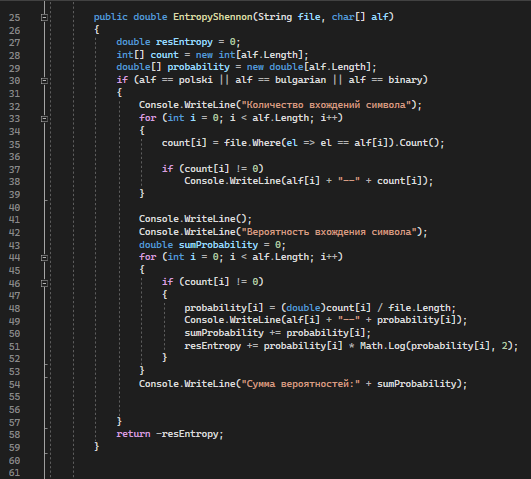 25 public double EntropyShennon(String file, char[] alf)
26 {
27 double resEntropy = 0;
28 int[] count = new int[alf.Length];
29 double[] probability = new double[alf.Length];
30 if (alf == polski || alf == bulgarian || alf == binary)
31 {
32 Console.WriteLine("Количество вхождений символа");
33 for (int i = 0; i < alf.Length; i++)
34 {
35 count[i] = file.Where(el => el == alf[i]).Count();
36
37 if (count[i] != 0)
38 Console.WriteLine(alf[i] + "--" + count[i]);
39 }
40
41 Console.WriteLine();
42 Console.WriteLine("Вероятность вхождения символа");
43 double sumProbability = 0;
44 for (int i = 0; i < alf.Length; i++)
45 {
46 if (count[i] != 0)
47 {
48 probability[i] = (double)count[i] / file.Length;
49 Console.WriteLine(alf[i] + "--" + probability[i]);
50 sumProbability += probability[i];
51 resEntropy += probability[i] * Math.Log(probability[i], 2);
52 }
53 }
54 Console.WriteLine("Сумма вероятностей:" + sumProbability);
55
56
57 }
58 return -resEntropy;
59 }
60
61